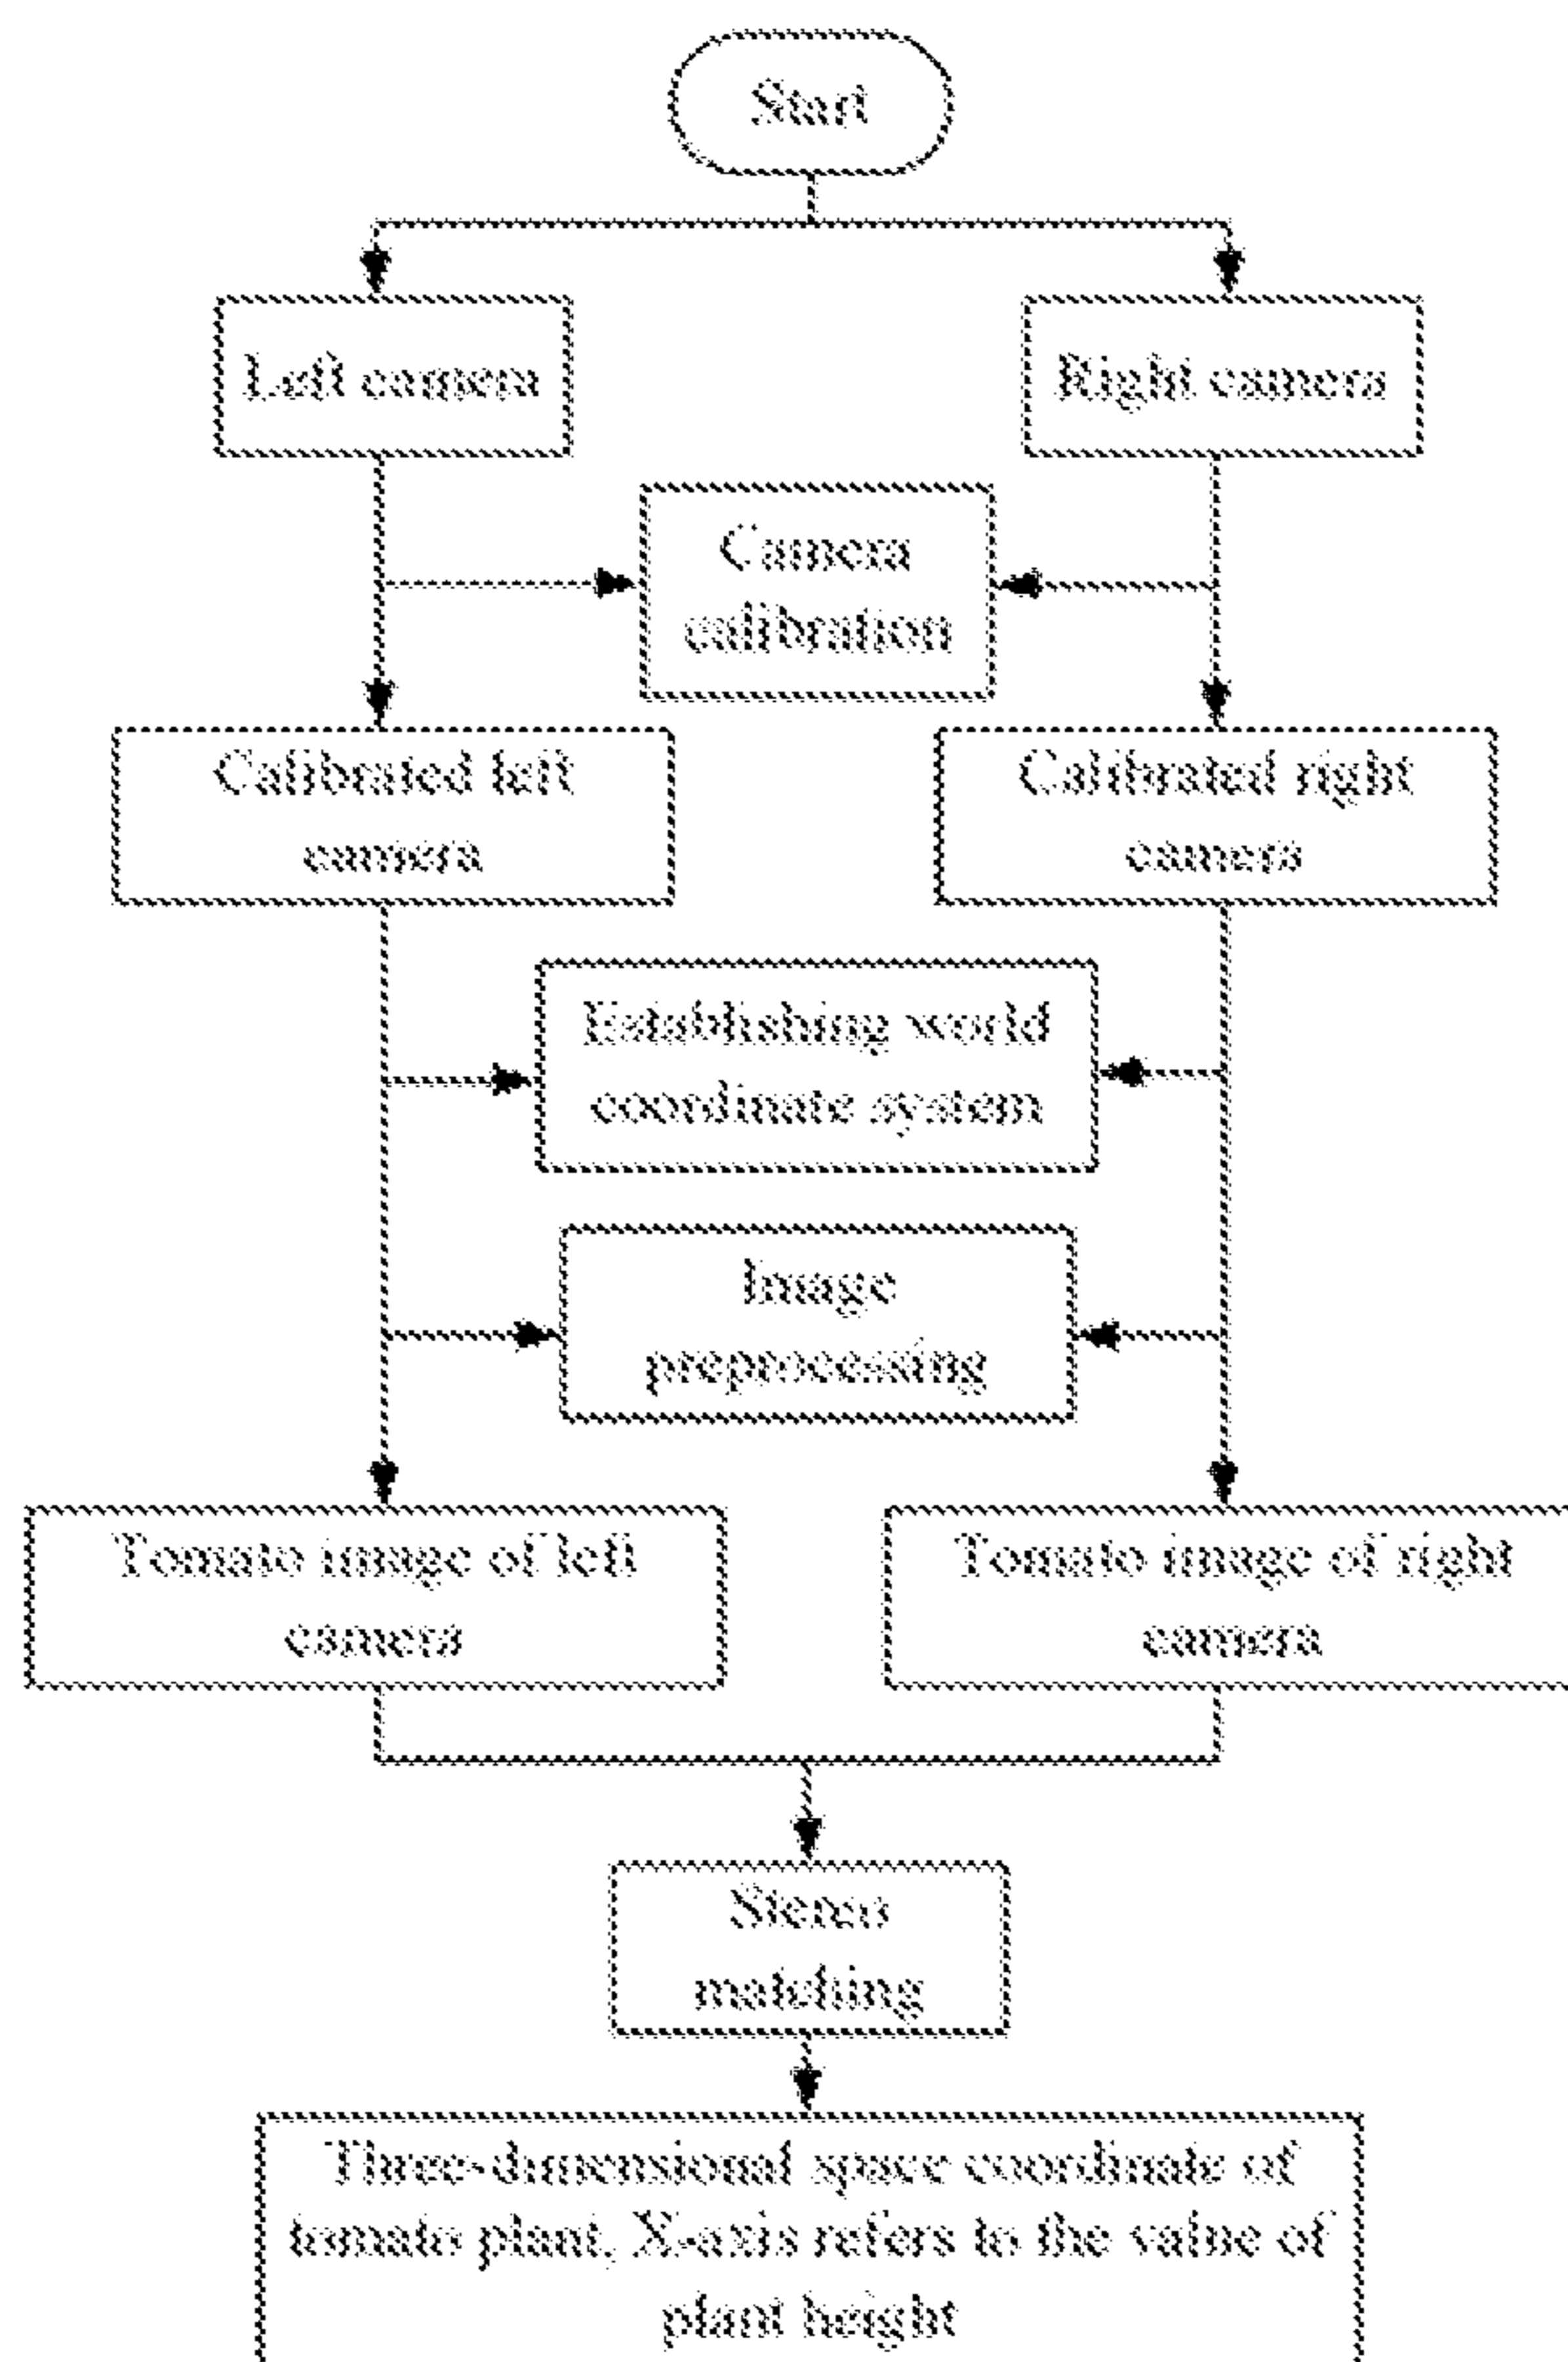 Start
Left camera
Right camera
Camera
calibration
Calibrated left
camera
Calibrated right
camera
Establishing world
coordinate system
Image
preprocessing
Tomato image of left
camera
Tomato image of right
camera
Stereo
matching
Three-dimensional space coordinate of
tomato plant, X-axis refers to the value of
plant height